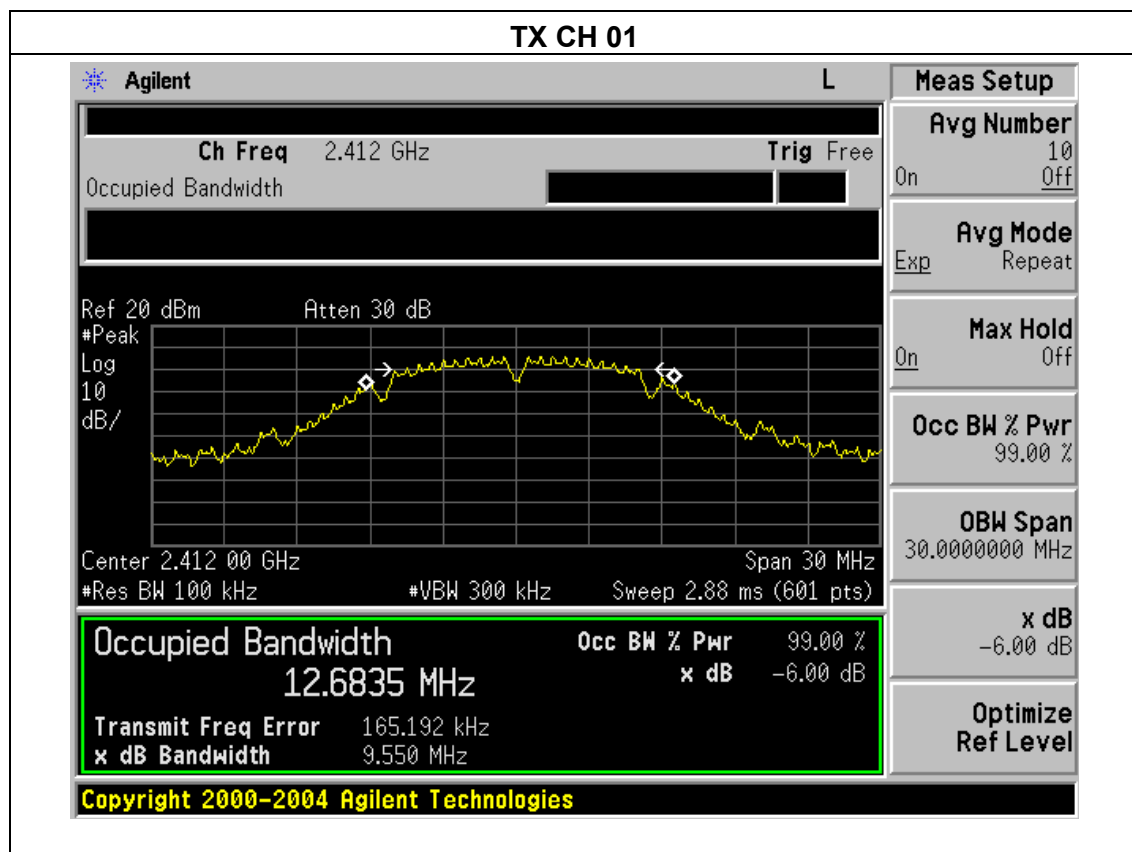 TX CH 01
Agilent L Meas Setup
Ch Freq 2.412 GHz Trig Free
Occupied Bandwidth
Avg Number
10
On Off
Avg Mode
Exp Repeat
Max Hold
On Off
Occ BW % Pwr
99.00 %
OBW Span
30.0000000 MHz
x dB
-6.00 dB
Optimize
Ref Level
Ref 20 dBm Atten 30 dB
#Peak
Log
10
dB/
Center 2.412 00 GHz Span 30 MHz
#Res BW 100 kHz #VBW 300 kHz Sweep 2.88 ms (601 pts)
Occupied Bandwidth Occ BW % Pwr 99.00 %
12.6835 MHz x dB -6.00 dB
Transmit Freq Error 165.192 kHz
x dB Bandwidth 9.550 MHz
Copyright 2000-2004 Agilent Technologies